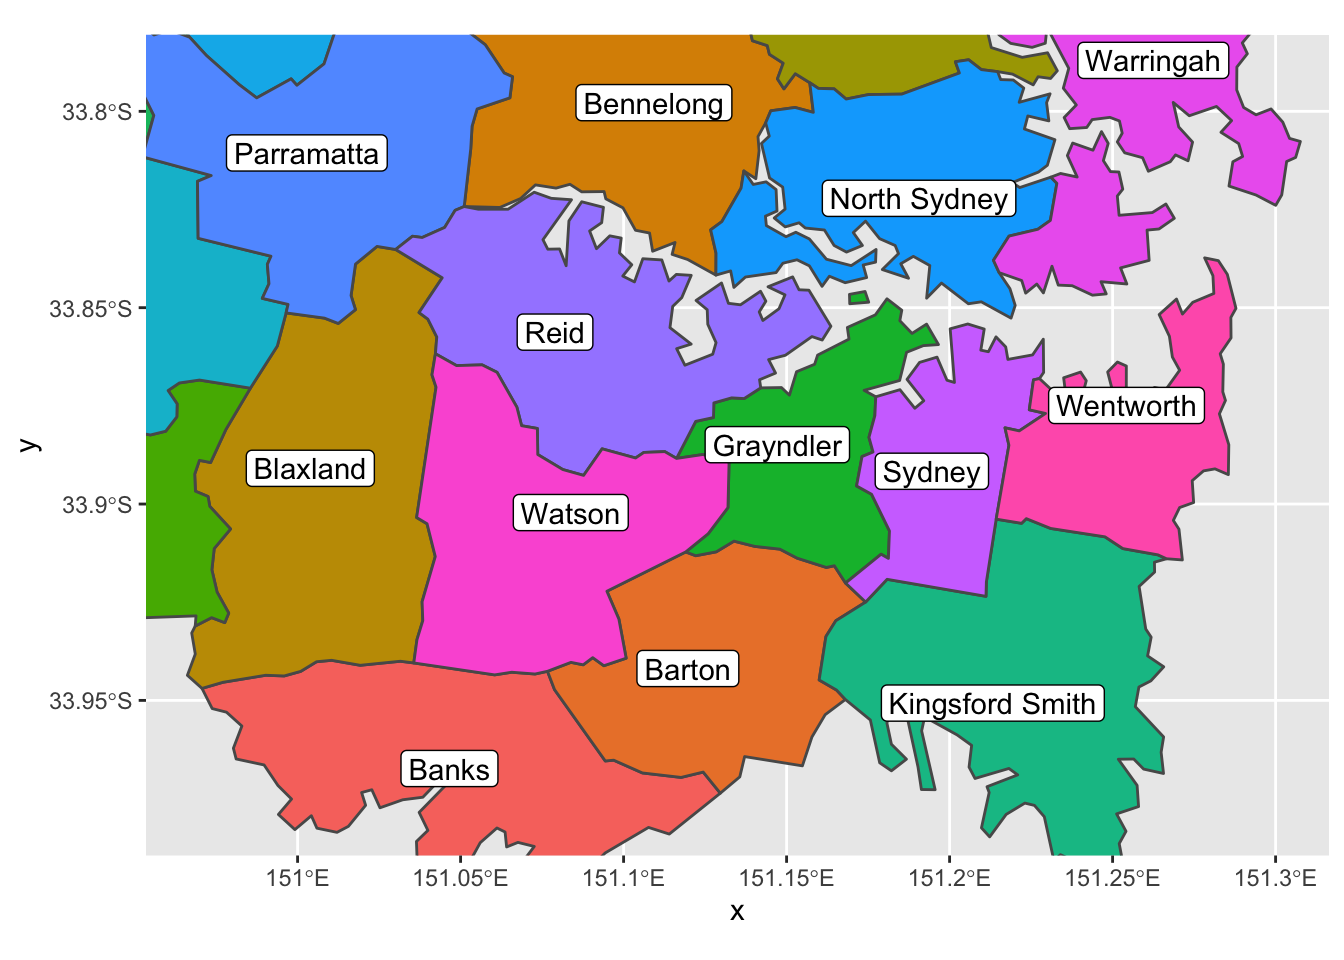 Warringah
Bennelong
33.8°S
Parramatta
North Sydney
33.85°S
Reid
Wentworth
Grayndler
y
Blaxland
Sydney
33.9°S
Watson
Barton
33.95°S
Kingsford Smith
Banks
151°E
151.05°E
151.1°E
151.15°E
151.2°E
151.25°E
151.3°E
x